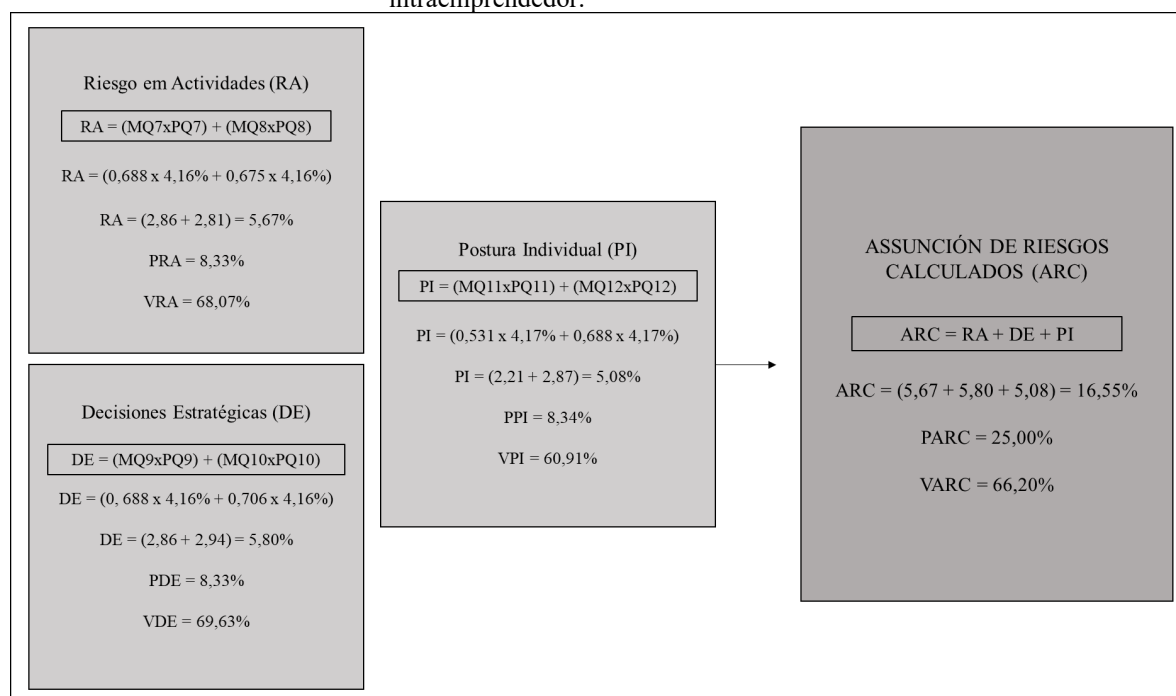 intraemprendedor.
Riesgo em Actividades (RA)
RA = (MQ7xPQ7) + (MQ8xPQ8)
RA = (0,688 x 4,16% + 0,675 x 4,16%)
RA = (2,86 + 2,81) = 5,67%
PRA = 8,33%
VRA = 68,07%
Decisiones Estratégicas (DE)
DE = (MQ9xPQ9) + (MQ10xPQ10)
DE = (0, 688 x 4,16% + 0,706 x 4,16%)
DE = (2,86 + 2,94) = 5,80%
PDE = 8,33%
VDE = 69,63%
Postura Individual (PI)
PI = (MQ11xPQ11) + (MQ12xPQ12)
PI = (0,531 x 4,17% + 0,688 x 4,17%)
PI = (2,21 + 2,87) = 5,08%
PPI = 8,34%
VPI = 60,91%
ASSUNCIÓN DE RIESGOS
CALCULADOS (ARC)
ARC = RA + DE + PI
ARC = (5,67 + 5,80 + 5,08) = 16,55%
PARC = 25,00%
VARC = 66,20%